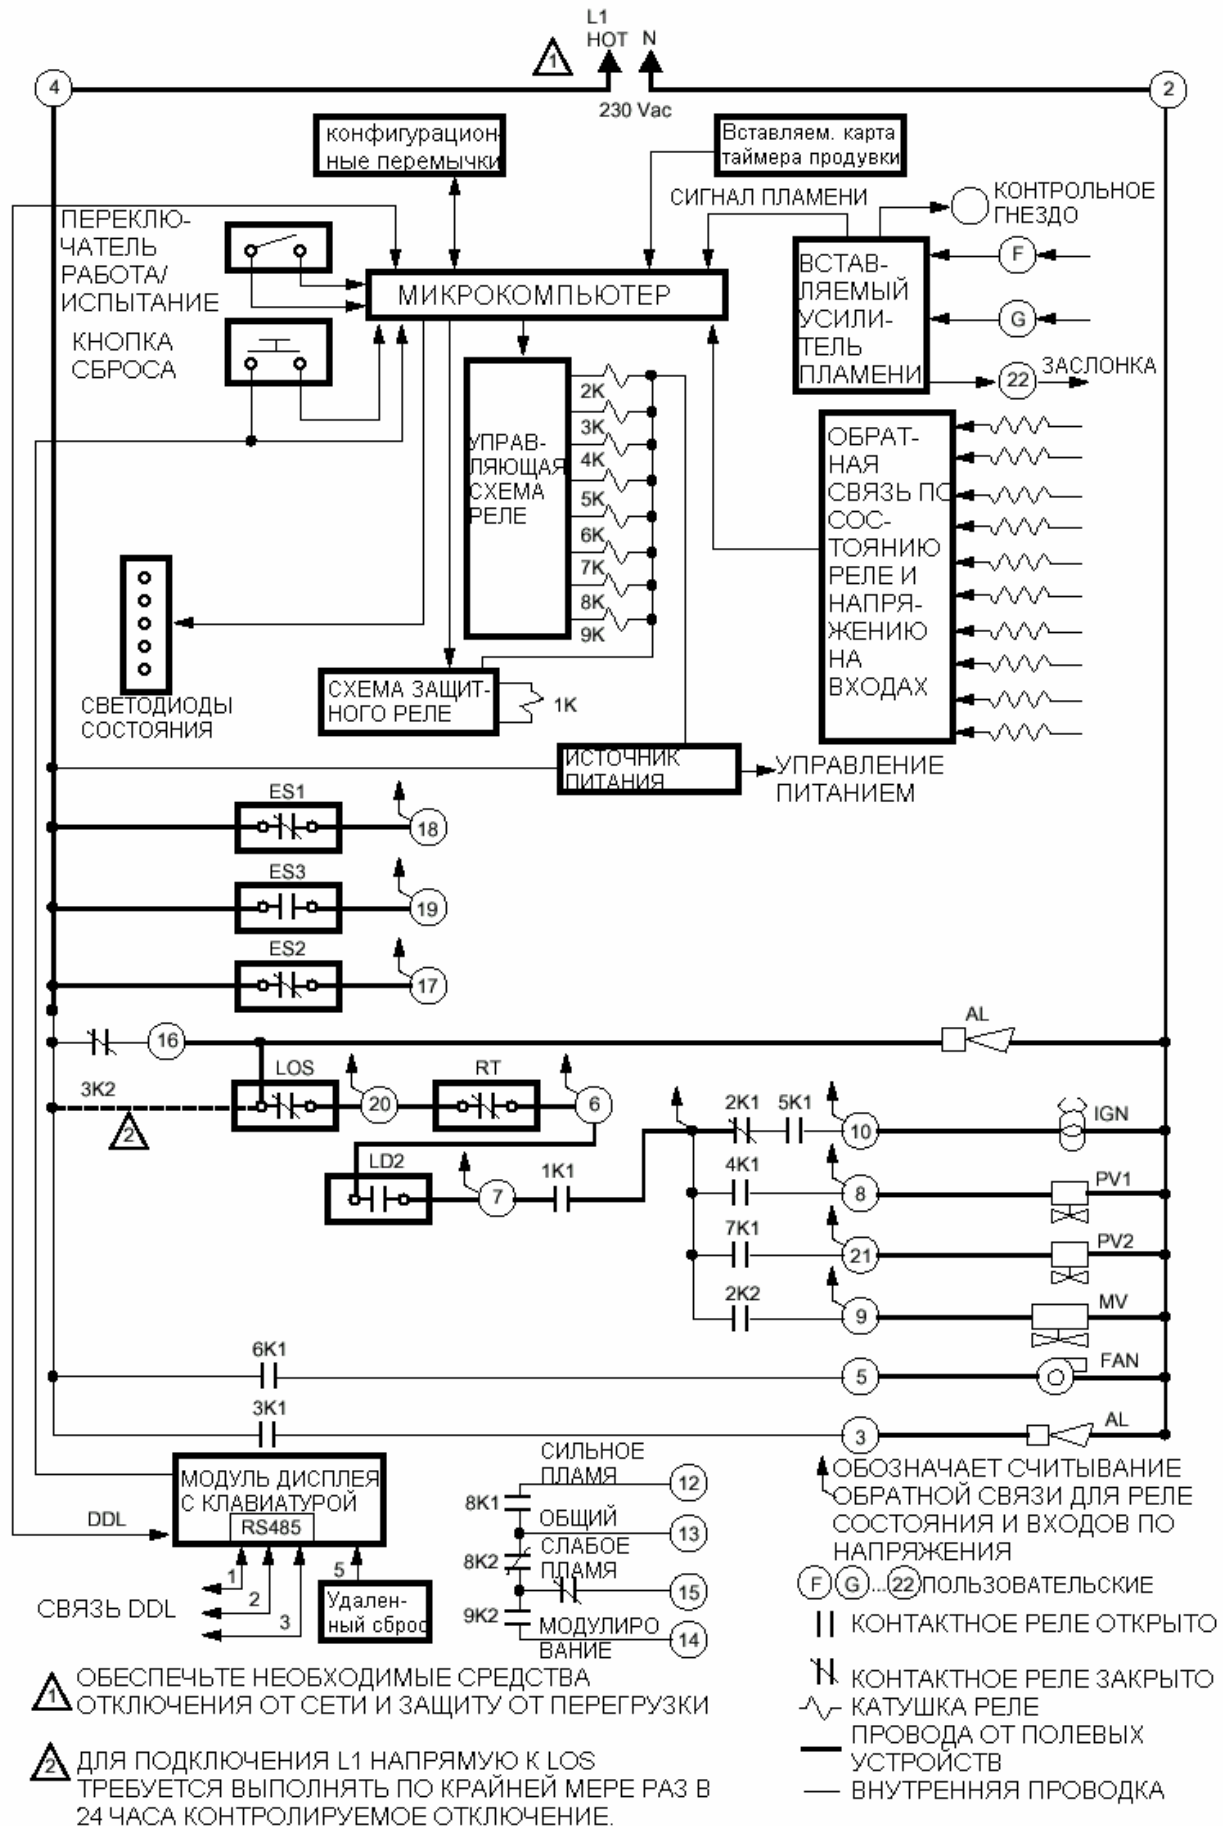 L1
HOT N
1
4
2
230 Vac
конфигурацион-
ные перемычки
Вставляем. карта
таймера продувки
СИГНАЛ ПЛАМЕНИ
КОНТРОЛЬНОЕ
ГНЕЗДО
ПЕРЕКЛЮ-
ЧАТЕЛЬ
РАБОТА/
ИСПЫТАНИЕ
МИКРОКОМПЬЮТЕР
ВСТАВ-
ЛЯЕМЫЙ
УСИЛИ-
ТЕЛЬ
ПЛАМЕНИ
F
G
22
ЗАСЛОНКА
КНОПКА
СБРОСА
УПРАВ-
ЛЯЮЩАЯ
СХЕМА
РЕЛЕ
2K
3K
4K
5K
6K
7K
8K
9K
ОБРАТ-
НАЯ
СВЯЗЬ ПО
СОС-
ТОЯНИЮ
РЕЛЕ И
НАПРЯ-
ЖЕНИЮ
НА
ВХОДАХ
СВЕТОДИОДЫ
СОСТОЯНИЯ
СХЕМА ЗАЩИТ-
НОГО РЕЛЕ
1K
ИСТОЧНИК
ПИТАНИЯ
УПРАВЛЕНИЕ
ПИТАНИЕМ
ES1
18
ES3
19
ES2
17
16
AL
3K2
2
LOS
20
RT
6
2K1
5K1
10
IGN
LD2
7
1K1
4K1
8
PV1
7K1
21
PV2
2K2
9
MV
6K1
5
FAN
3K1
3
AL
МОДУЛЬ ДИСПЛЕЯ
С КЛАВИАТУРОЙ
RS485
DDL
1
2
3
5
СВЯЗЬ DDL
Удален-
ный сброс
СИЛЬНОЕ
ПЛАМЯ
12
8K1
ОБЩИЙ
13
8K2
СЛАБОЕ
ПЛАМЯ
15
9K2
МОДУЛИРО
ВАНИЕ
14
ОБОЗНАЧАЕТ СЧИТЫВАНИЕ
ОБРАТНОЙ СВЯЗИ ДЛЯ РЕЛЕ
СОСТОЯНИЯ И ВХОДОВ ПО
НАПРЯЖЕНИЯ
F G ...22 ПОЛЬЗОВАТЕЛЬСКИЕ
КОНТАКТНОЕ РЕЛЕ ОТКРЫТО
КОНТАКТНОЕ РЕЛЕ ЗАКРЫТО
КАТУШКА РЕЛЕ
ПРОВОДА ОТ ПОЛЕВЫХ
УСТРОЙСТВ
ВНУТРЕННЯЯ ПРОВОДКА
1 ОБЕСПЕЧЬТЕ НЕОБХОДИМЫЕ СРЕДСТВА
ОТКЛЮЧЕНИЯ ОТ СЕТИ И ЗАЩИТУ ОТ ПЕРЕГРУЗКИ
2 ДЛЯ ПОДКЛЮЧЕНИЯ L1 НАПРЯМУЮ К LOS
ТРЕБУЕТСЯ ВЫПОЛНЯТЬ ПО КРАЙНЕЙ МЕРЕ РАЗ В
24 ЧАСА КОНТРОЛИРУЕМОЕ ОТКЛЮЧЕНИЕ.